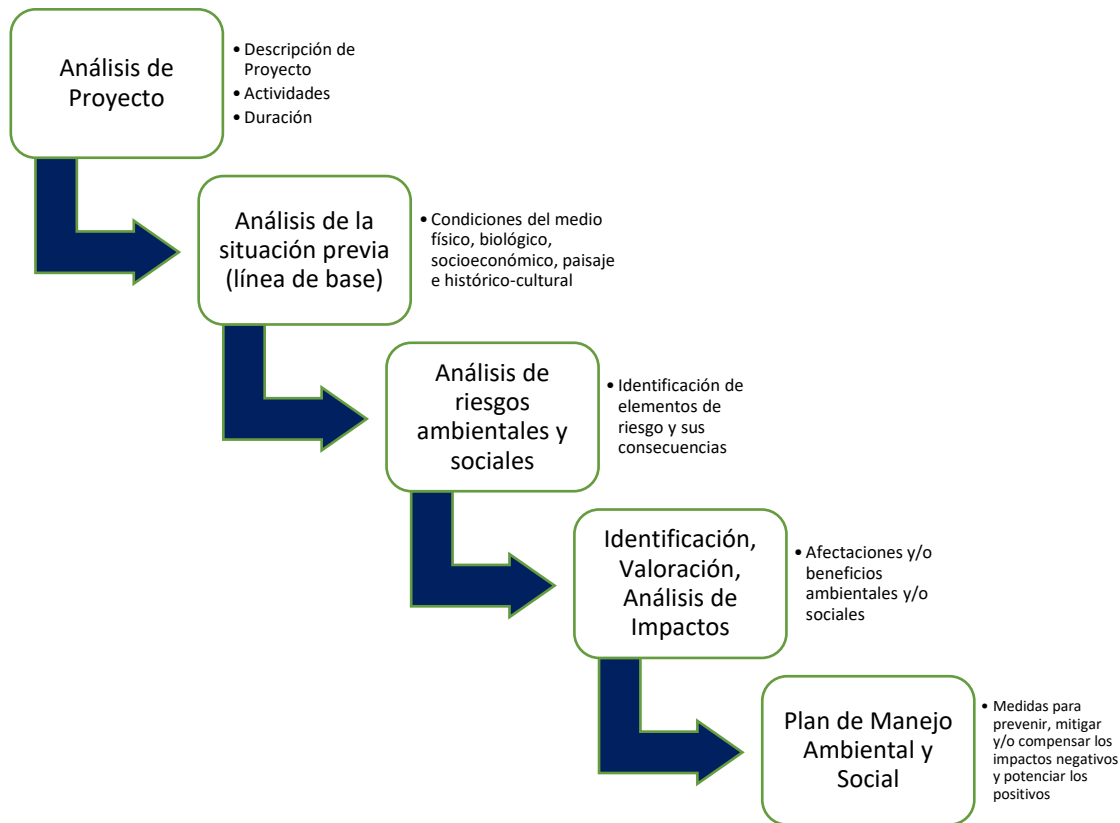 Análisis de
Proyecto
• Descripción de
Proyecto
• Actividades
• Duración
Análisis de la
situación previa
(línea de base)
• Condiciones del medio
físico, biológico,
socioeconómico, paisaje
e histórico-cultural
Análisis de
riesgos
ambientales y
sociales
• Identificación de
elementos de
riesgo y sus
consecuencias
Identificación,
Valoración,
Análisis de
Impactos
• Afectaciones y/o
beneficios
ambientales y/o
sociales
Plan de Manejo
Ambiental y
Social
• Medidas para
prevenir, mitigar
y/o compensar los
impactos negativos
y potenciar los
positivos